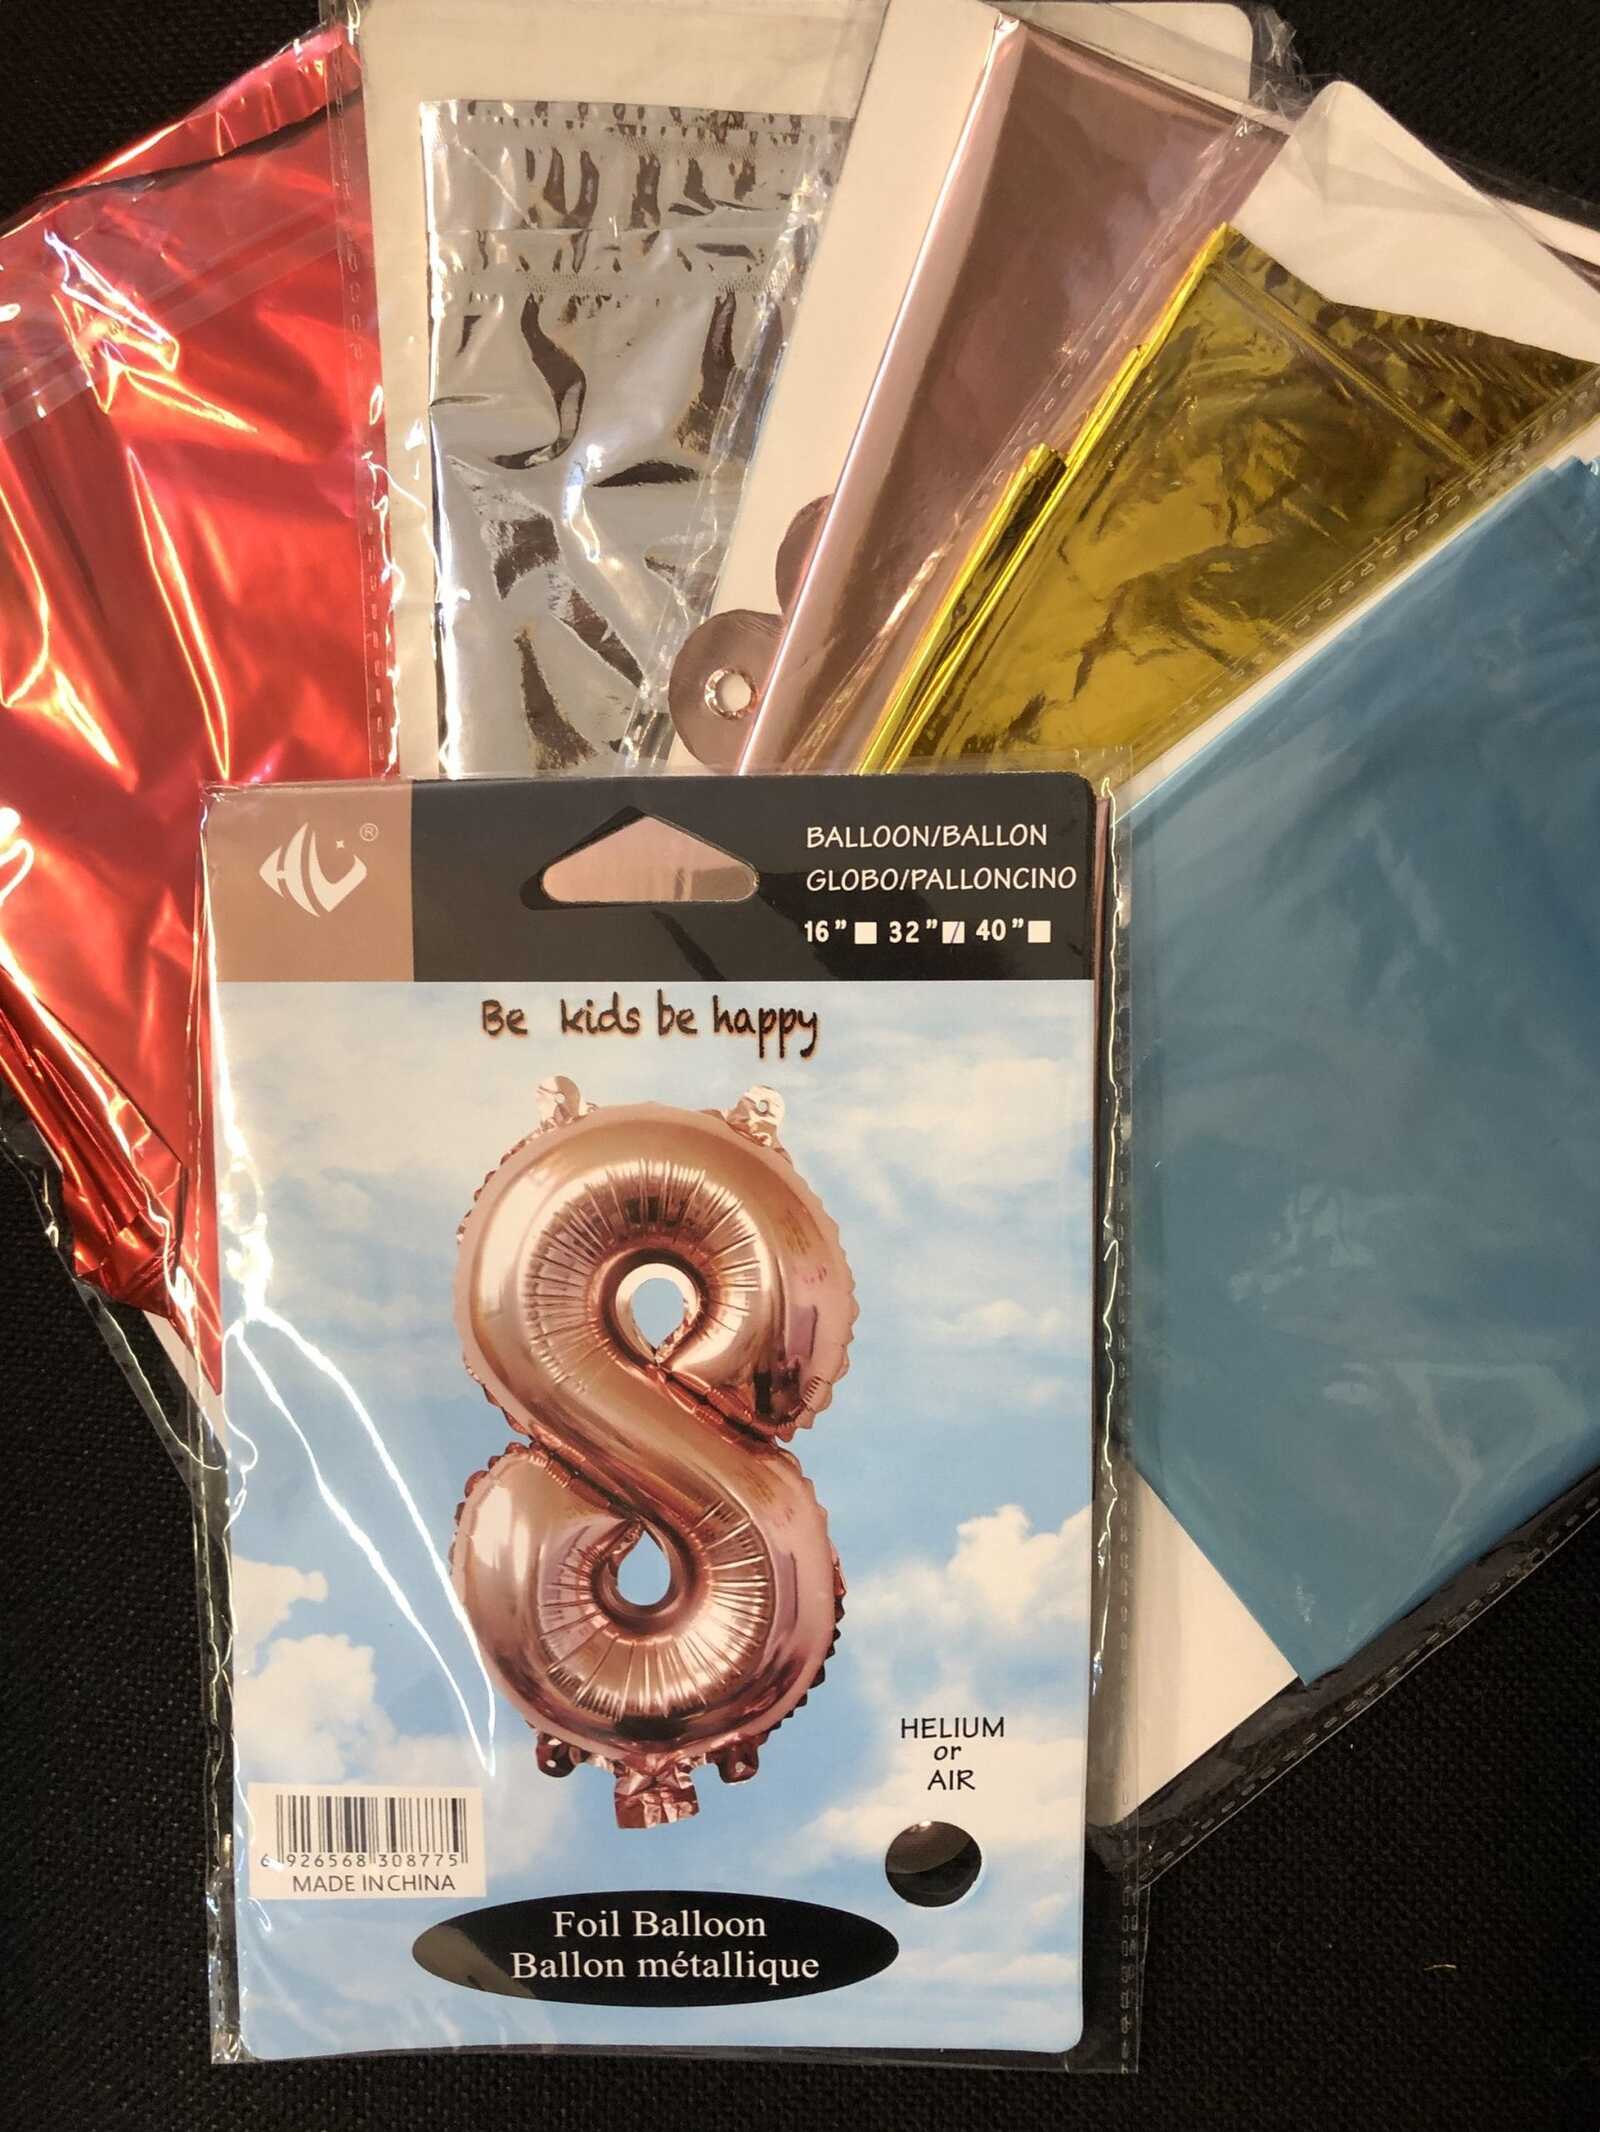 HL ®
BALLOON/BALLON
GLOBO/PALLONCINO
16" 32" 40"
Be kids be happy
8
HELIUM
or
AIR
6 926568 308775
MADE IN CHINA
Foil Balloon
Ballon métallique